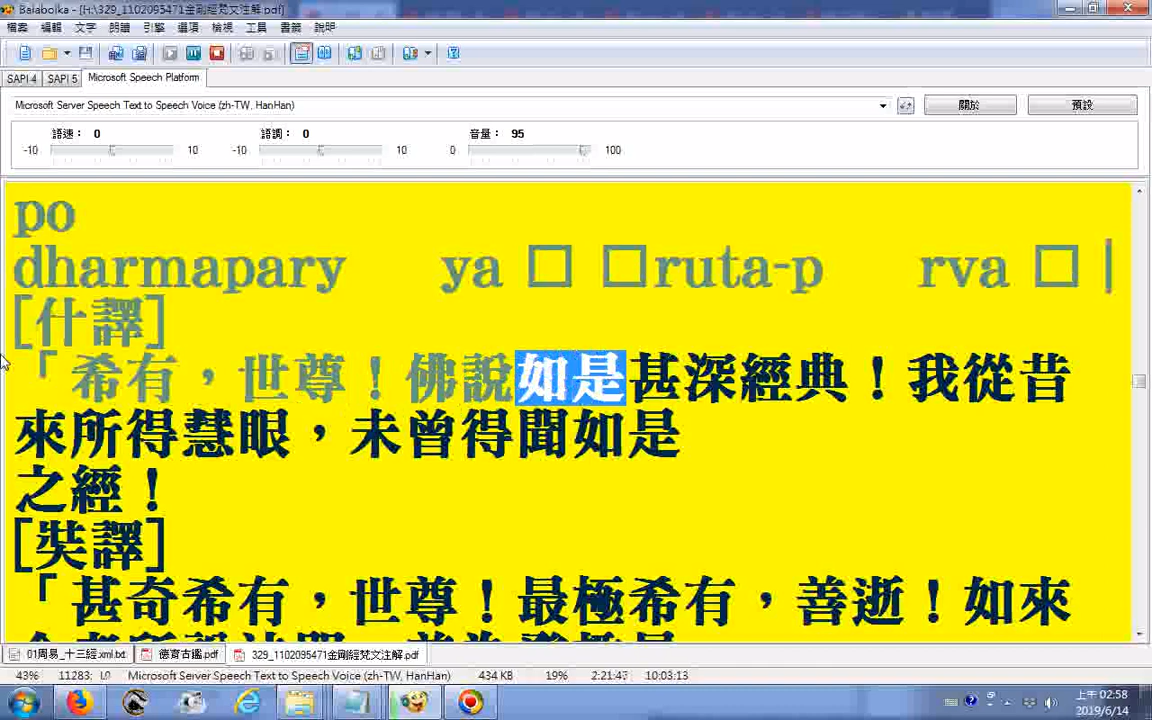 Balabolka - [H:\329_1102095471金剛經梵文注解.pdf]
檔案 編輯 文字 朗讀 引擎 選項 檢視 工具 書籤 說明
SAPI 4 SAPI 5 Microsoft Speech Platform
Microsoft Server Speech Text to Speech Voice (zh-TW, HanHan) 關於 預設
語速： 0 語調： 0 音量： 95
-10 10 -10 10 0 100
po
dharmapary ya □ □ruta-p rva □ |
[什譯]
「希有，世尊！佛說如是甚深經典！我從昔
來所得慧眼，未曾得聞如是
之經！
[奘譯]
「甚奇希有，世尊！最極希有，善逝！如來
01周易_十三經.xml.txt 德育古鑑.pdf 329_1102095471金剛經梵文注解.pdf
43% 11283: Microsoft Server Speech Text to Speech Voice (zh-TW, HanHan) 434 KB 19% 2:21:43 10:03:13
上午 02:58
2019/6/14